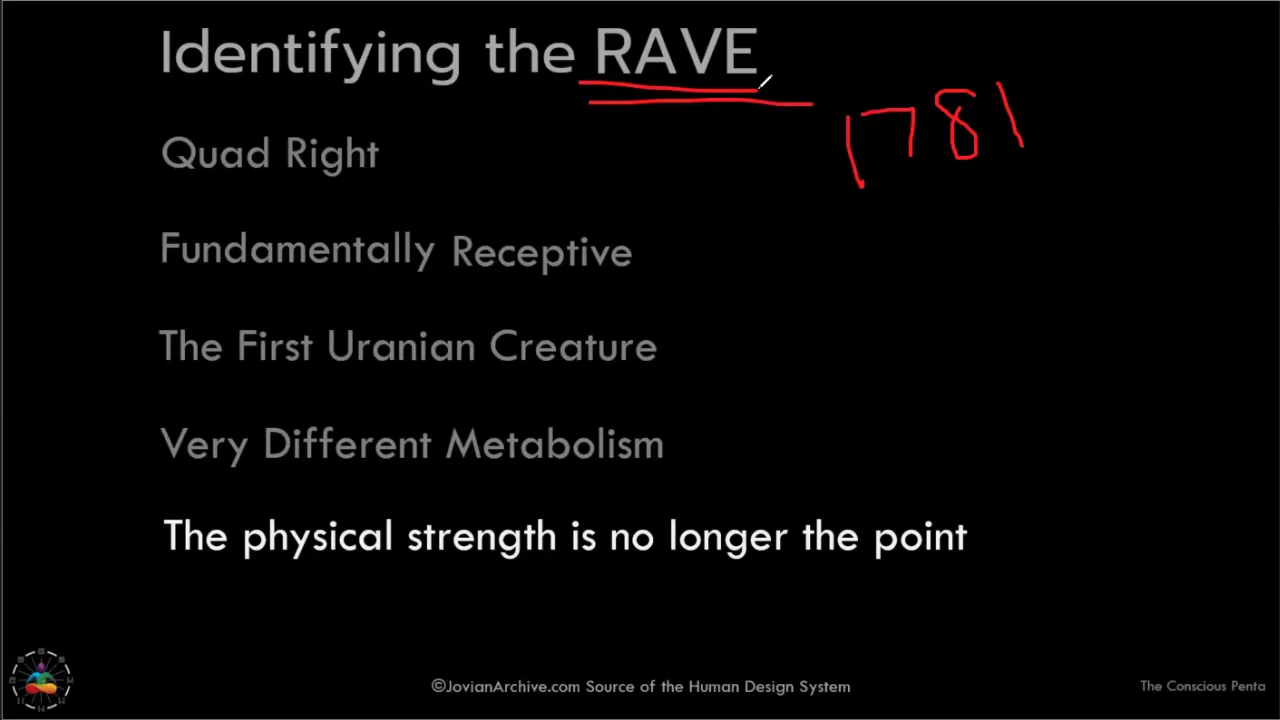 Identifying the RAVE
1781
Quad Right
Fundamentally Receptive
The First Uranian Creature
Very Different Metabolism
The physical strength is no longer the point
©JovianArchive.com Source of the Human Design System
The Conscious Penta